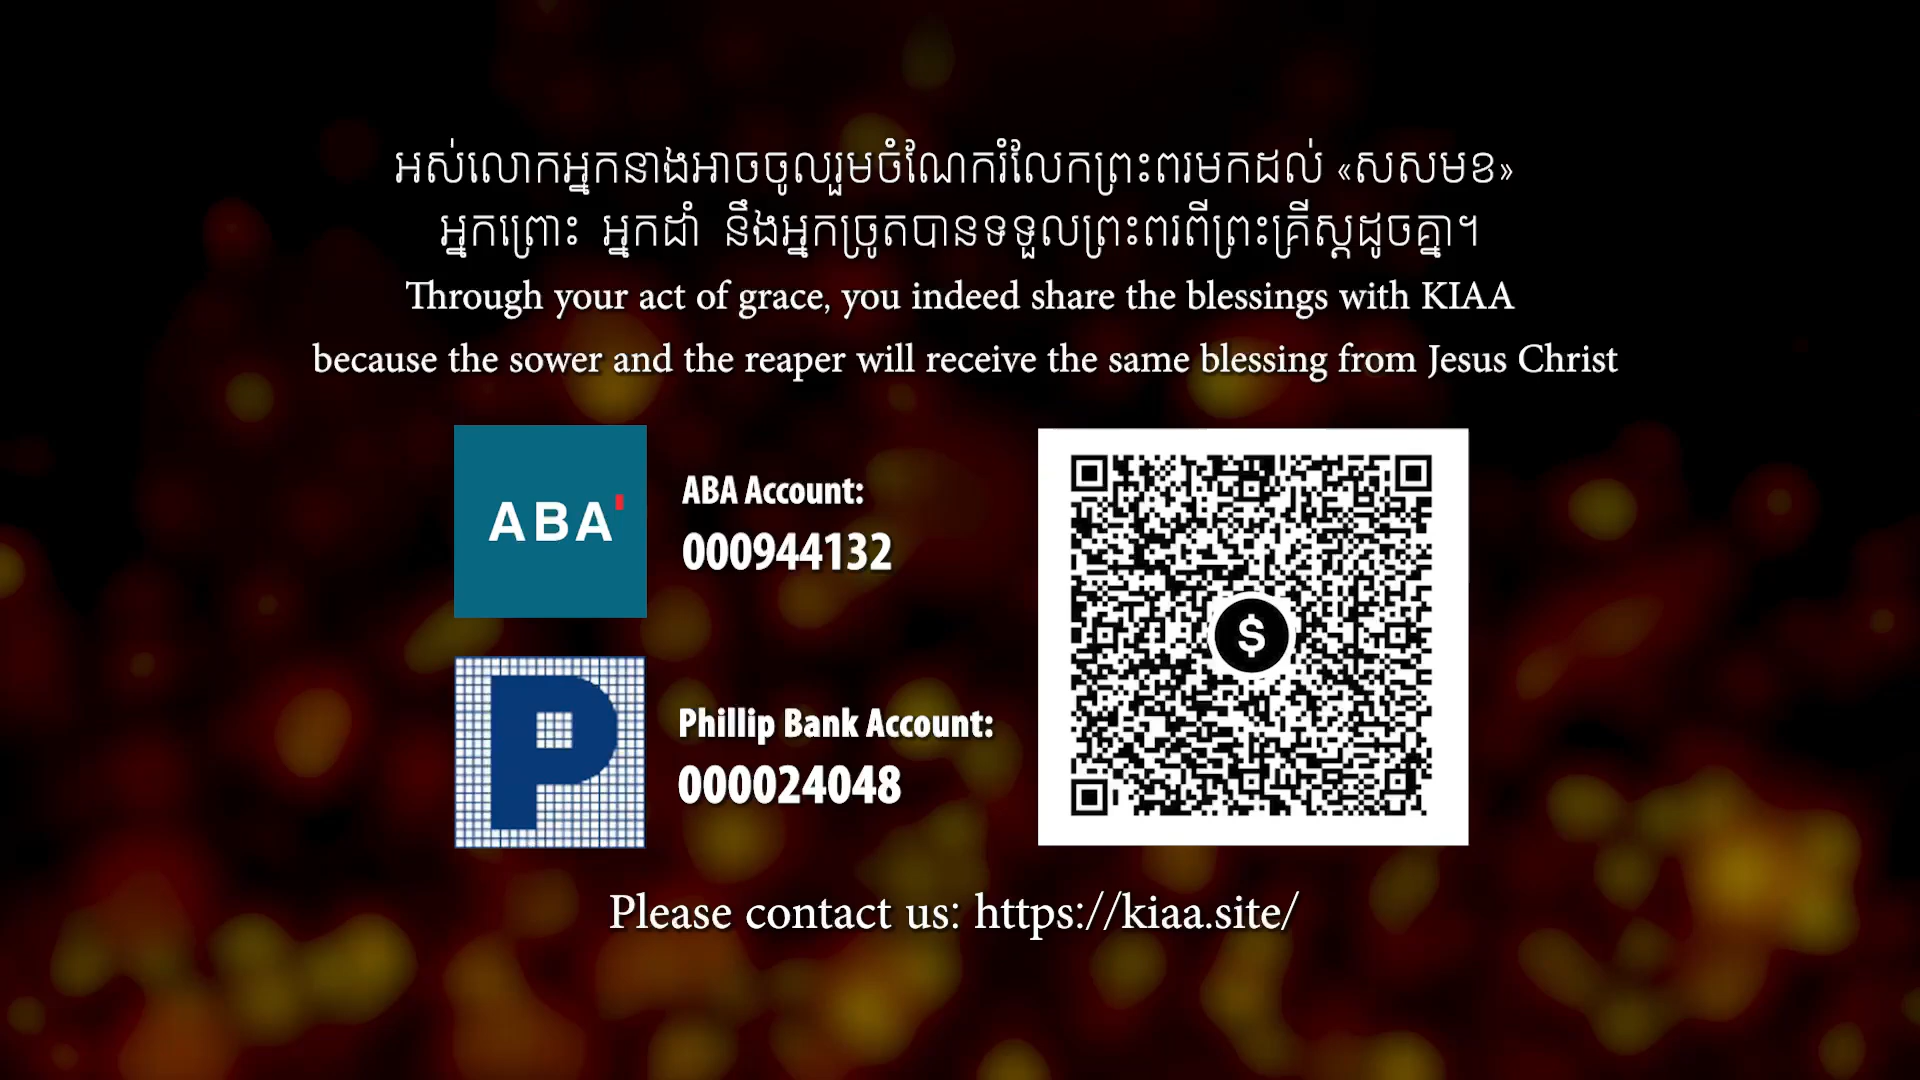 អស់លោកអ្នកនាងអាចចូលរួមចំណែករំលែកព្រះពរមកដល់ «សសមខ»
អ្នកព្រោះ អ្នកដាំ នឹងអ្នកច្រូតបានទទួលព្រះពរពីព្រះគ្រីស្តដូចគ្នា។
Through your act of grace, you indeed share the blessings with KIAA
because the sower and the reaper will receive the same blessing from Jesus Christ
ABA'
ABA Account:
000944132
P
Phillip Bank Account:
000024048
$
Please contact us: https://kiaa.site/